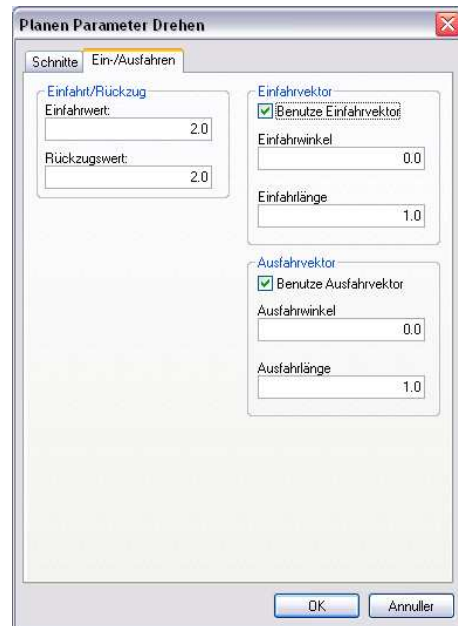 Planen Parameter Drehen
Schnitte
Ein-/Ausfahren
Einfahrt/Rückzug
Einfahrwert:
2.0
Rückzugswert:
2.0
Einfahrvektor
Benutze Einfahrvektor
Einfahrwinkel
0.0
Einfahrlänge
1.0
Ausfahrvektor
Benutze Ausfahrvektor
Ausfahrwinkel
0.0
Ausfahrlänge
1.0
OK
Annuller